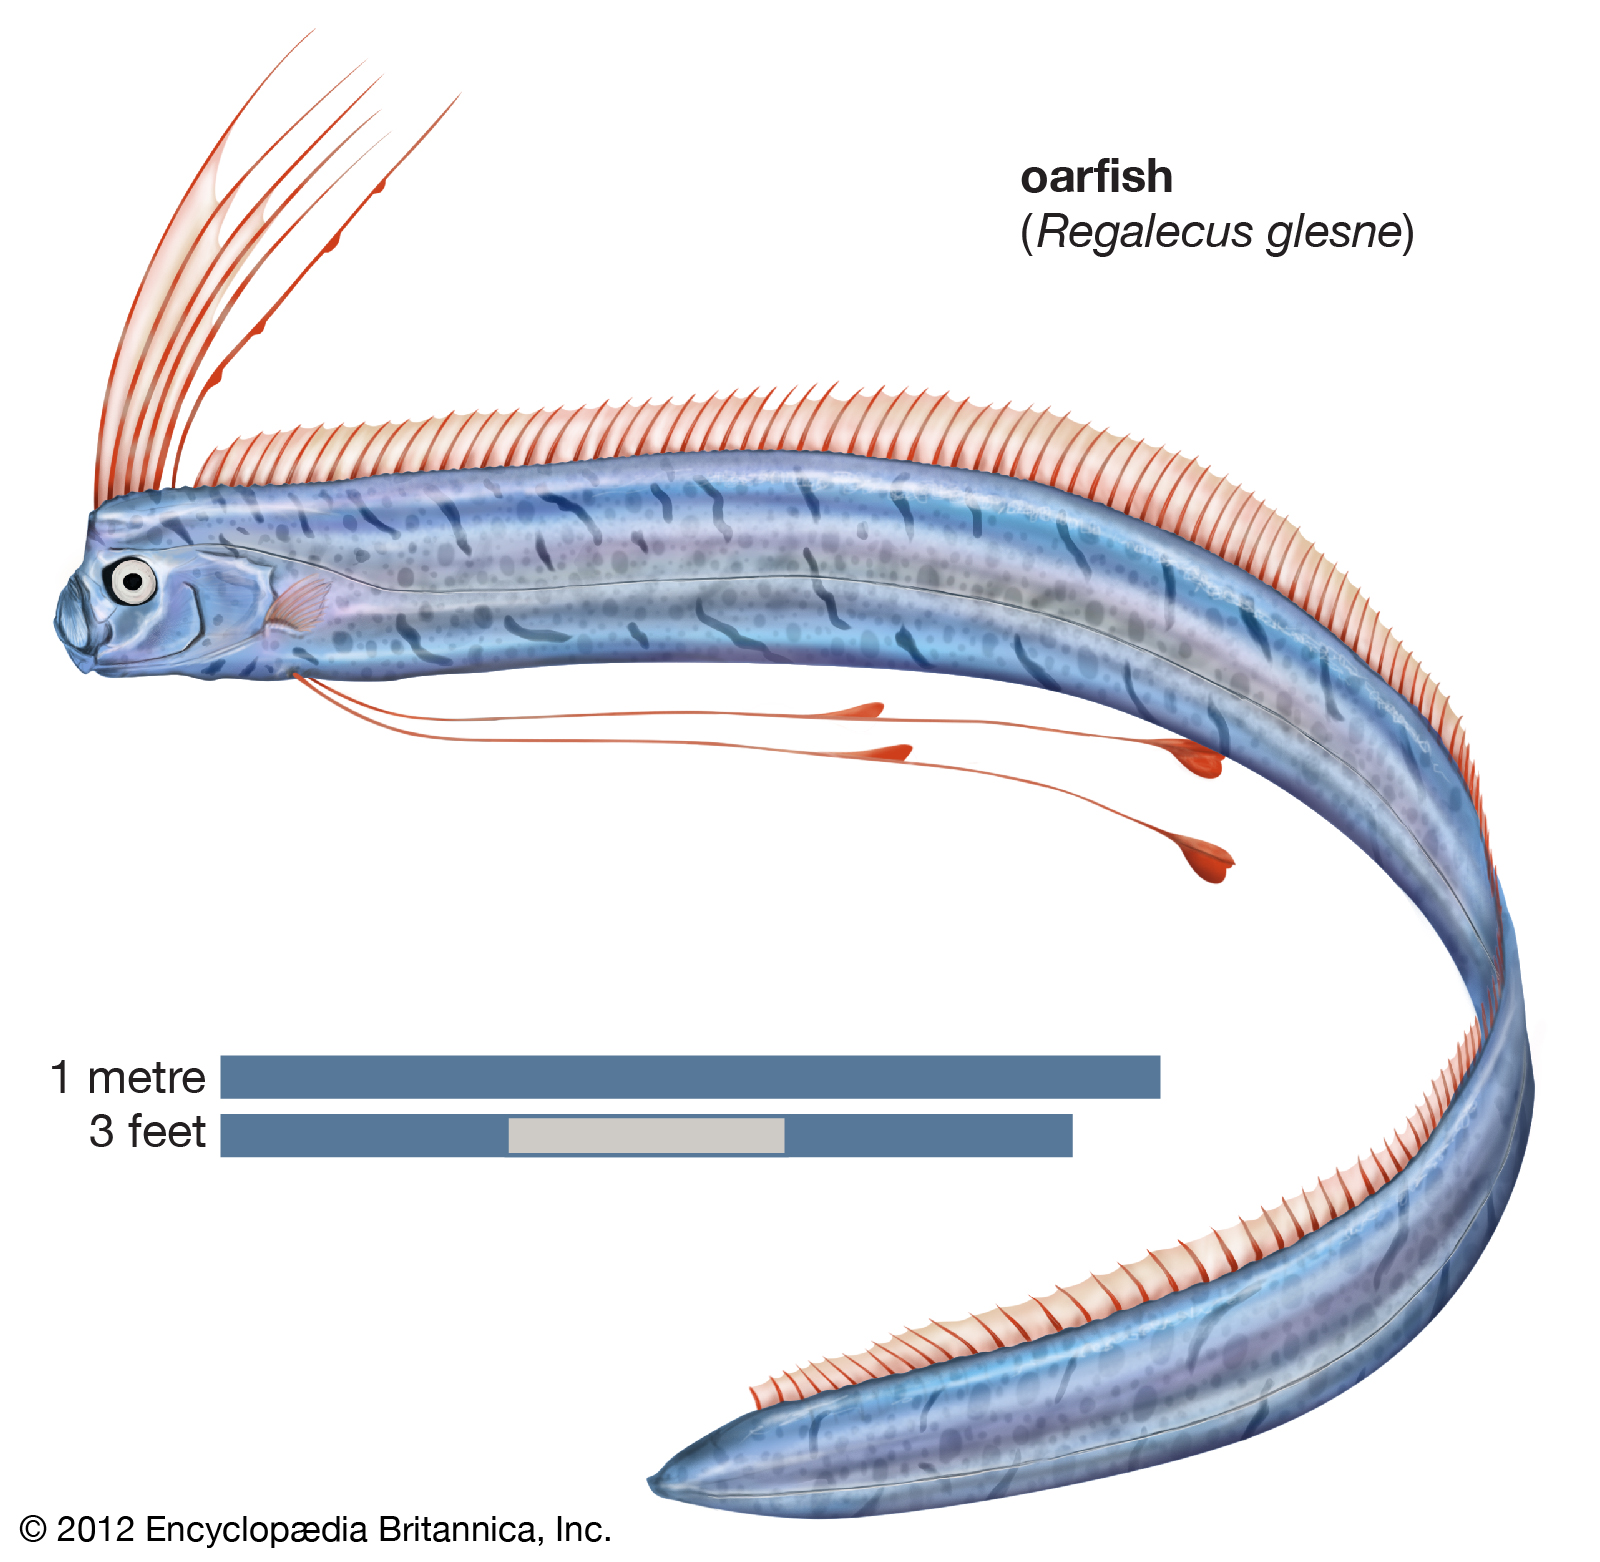 oarfish
(Regalecus glesne)
1 metre
3 feet
© 2012 Encyclopædia Britannica, Inc.